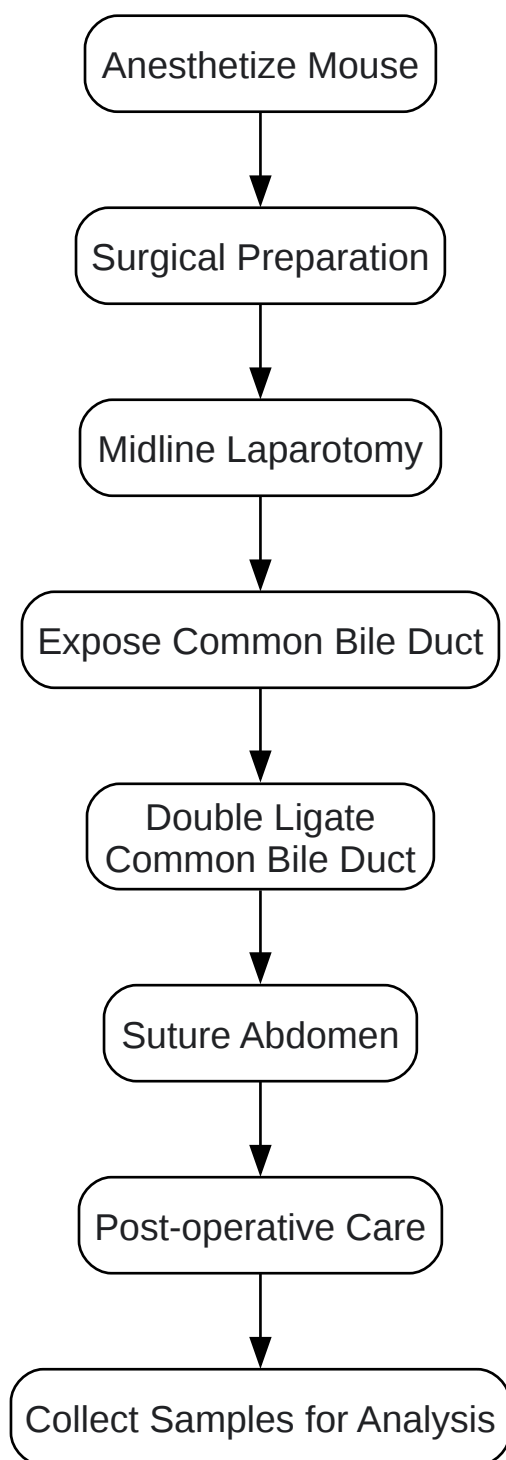 Anesthetize Mouse
Surgical Preparation
Midline Laparotomy
Expose Common Bile Duct
Double Ligate
Common Bile Duct
Suture Abdomen
Post-operative Care
Collect Samples for Analysis